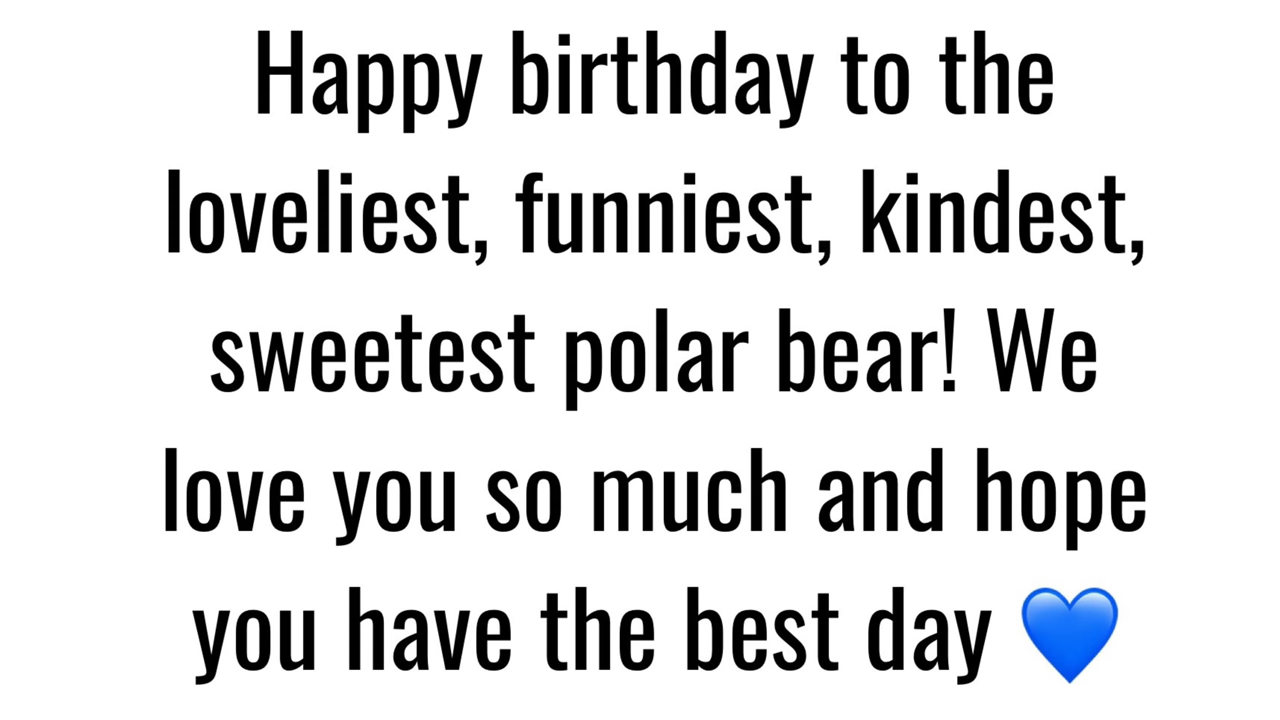 Happy birthday to the
loveliest, funniest, kindest,
sweetest polar bear! We
love you so much and hope
you have the best day 💙